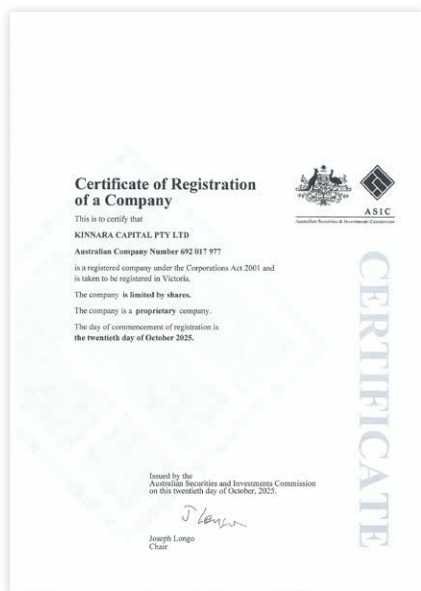 Certificate of Registration
of a Company
This is to certify that
KINNARA CAPITAL PTY LTD
Australian Company Number 692 017 977
is a registered company under the Corporations Act 2001 and
is taken to be registered in Victoria.
The company is limited by shares.
The company is a proprietary company.
The day of commencement of registration is
the twentieth day of October 2025.
ASIC
Australian Securities & Investments Commission
CERTIFICATE
Issued by the
Australian Securities and Investments Commission
on this twentieth day of October, 2025.
J Longo
Joseph Longo
Chair